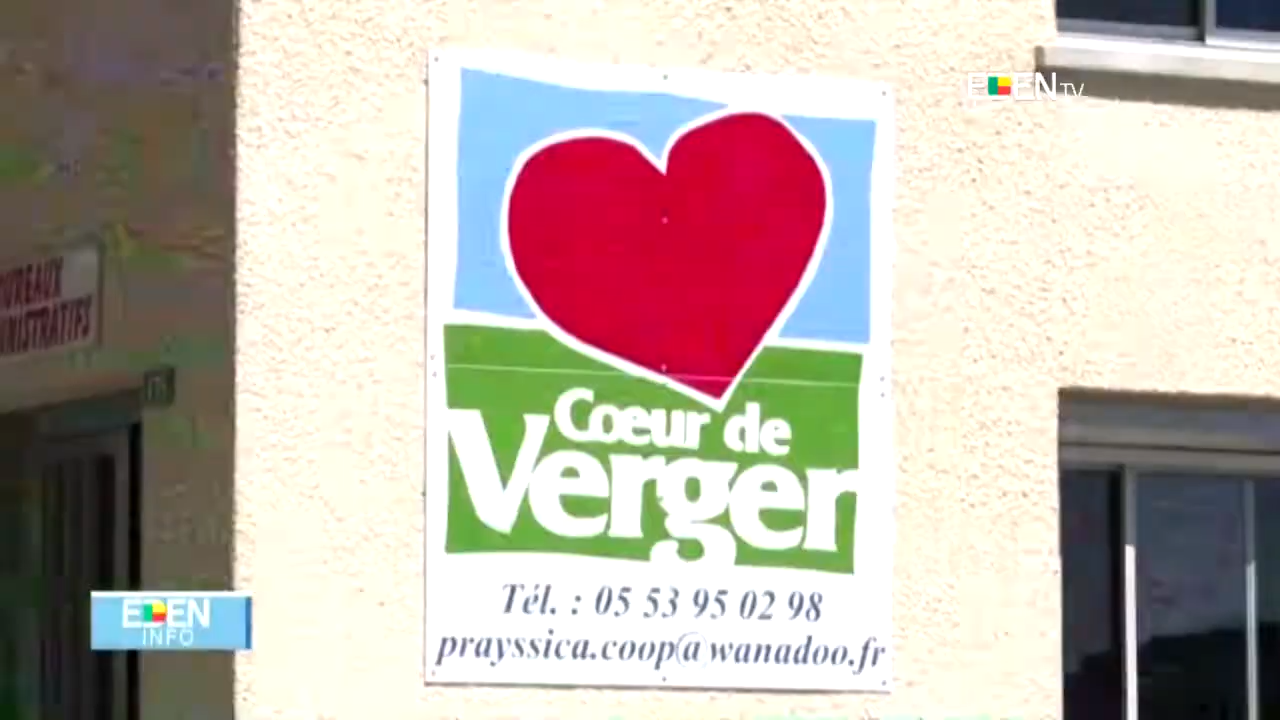 EDEN TV
Coeur de
Verger
Tél. : 05 53 95 02 98
prayssica.coop@wanadoo.fr
EDEN
INFO